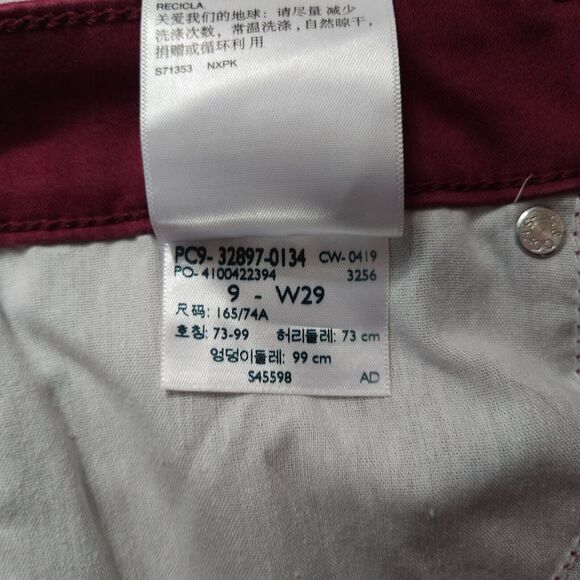 RECICLA.
关爱我们的地球: 请尽量 减少
洗涤次数, 常温洗涤, 自然晾干,
捐赠或循环利 用
S71353 NXPK
PC9- 32897-0134 CW- 0419
PO- 4100422394 3256
9 - W29
尺码: 165/74A
호칭: 73-99 허리둘레: 73 cm
엉덩이둘레: 99 cm
S45598 AD